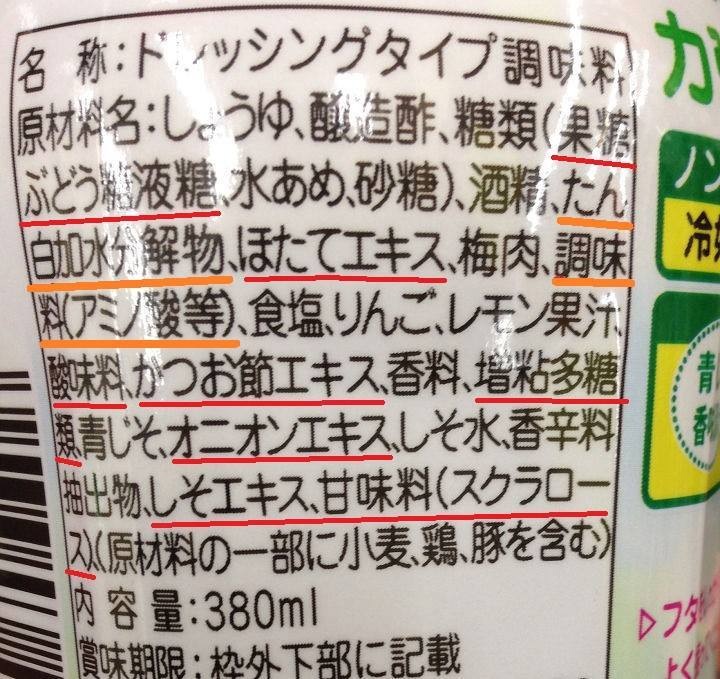 名称:ドレッシングタイプ調味料
原材料名:しょうゆ、醸造酢、糖類(果糖
ぶどう糖液糖、水あめ、砂糖)、酒精、たん
白加水分解物、ほたてエキス、梅肉、調味
料(アミノ酸等)、食塩、りんご、レモン果汁、
酸味料、かつお節エキス、香料、増粘多糖
類、青じそ、オニオンエキス、しそ水、香辛料
抽出物、しそエキス、甘味料(スクラロー
ス)、(原材料の一部に小麦、鶏、豚を含む)
内容量:380ml
賞味期限:枠外下部に記載
ノン
青
フタ